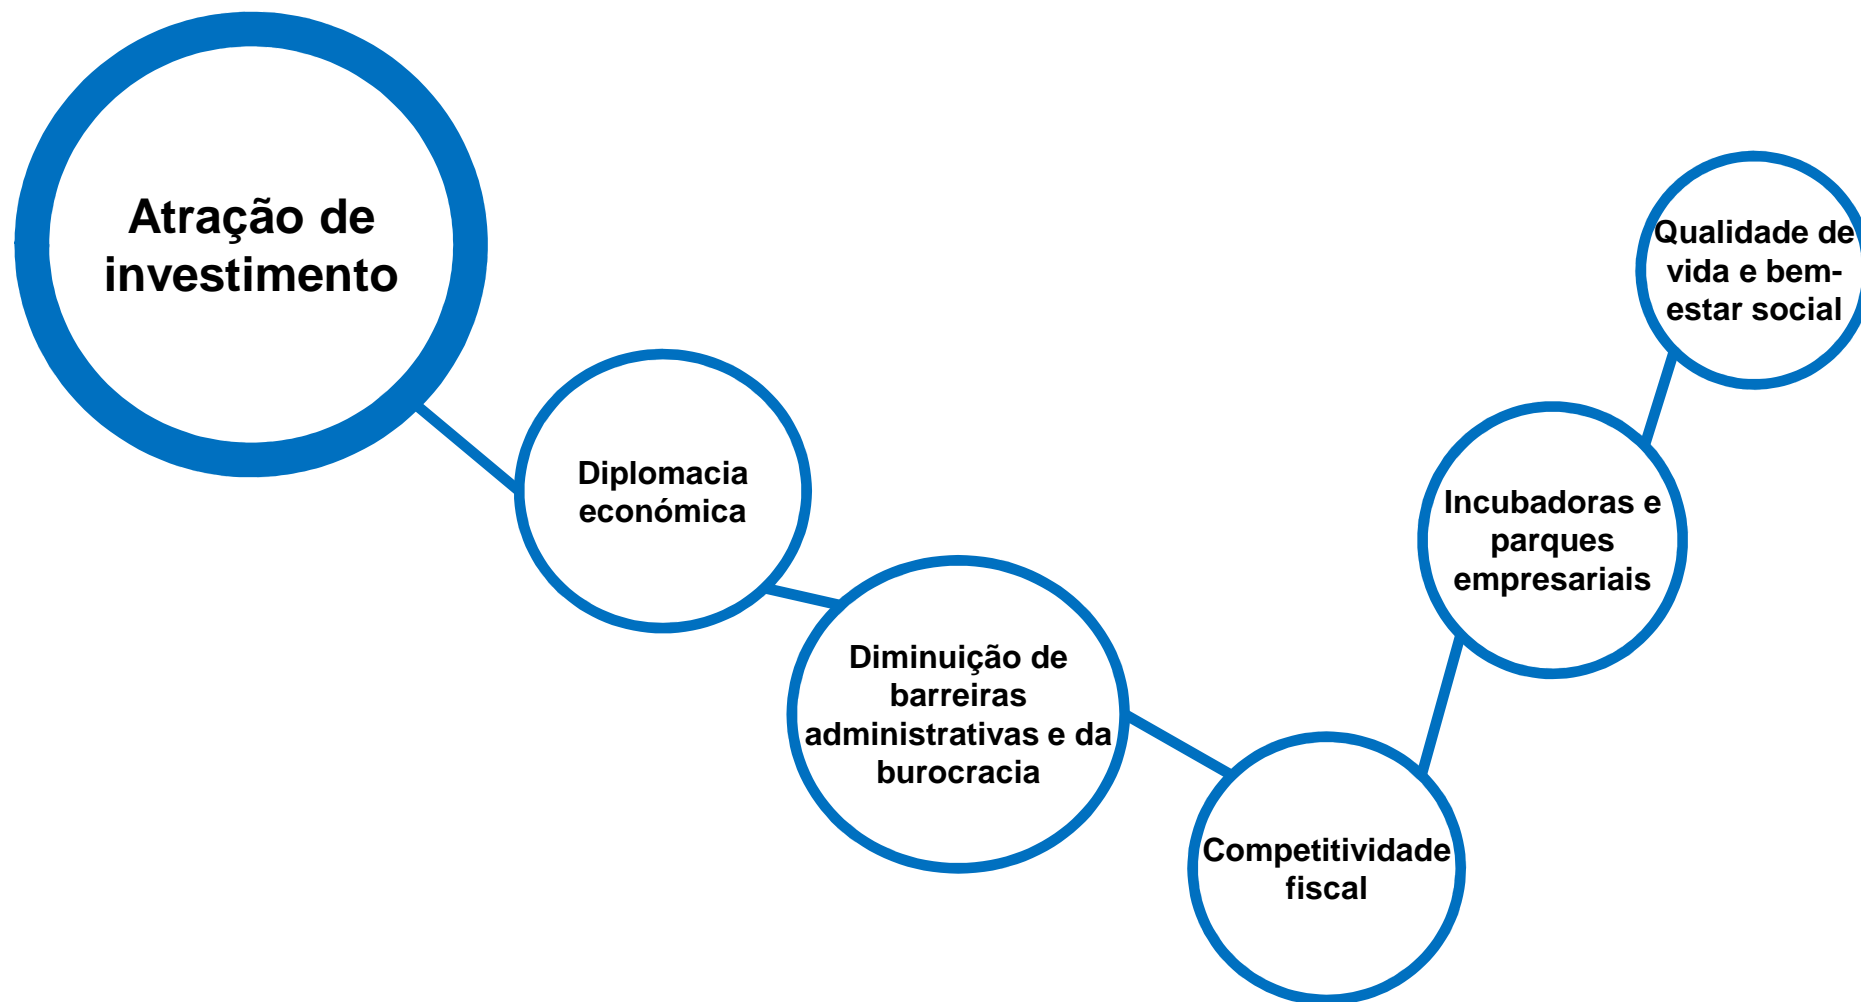 Atração de
investimento
Diplomacia
económica
Diminuição de
barreiras
administrativas e da
burocracia
Competitividade
fiscal
Incubadoras e
parques
empresariais
Qualidade de
vida e bem-
estar social